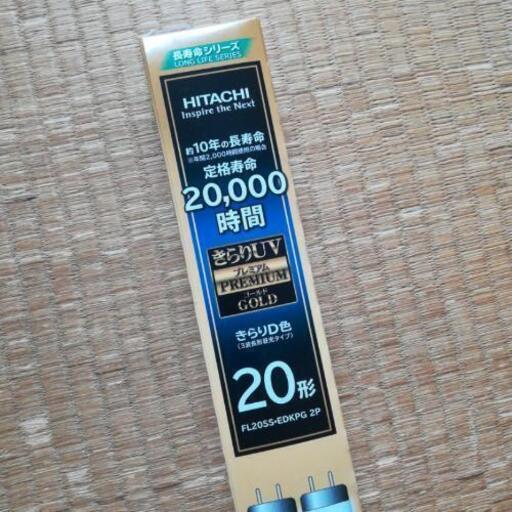 長寿命シリーズ
LONG LIFE SERIES
HITACHI
Inspire the Next
約10年の長寿命
※年間2,000時間使用の場合
定格寿命
20,000
時間
きらりUV
プレミアム
PREMIUM
ゴールド
GOLD
きらりD色
(3波長形昼光タイプ)
20形
FL20SS・EDKPG 2P